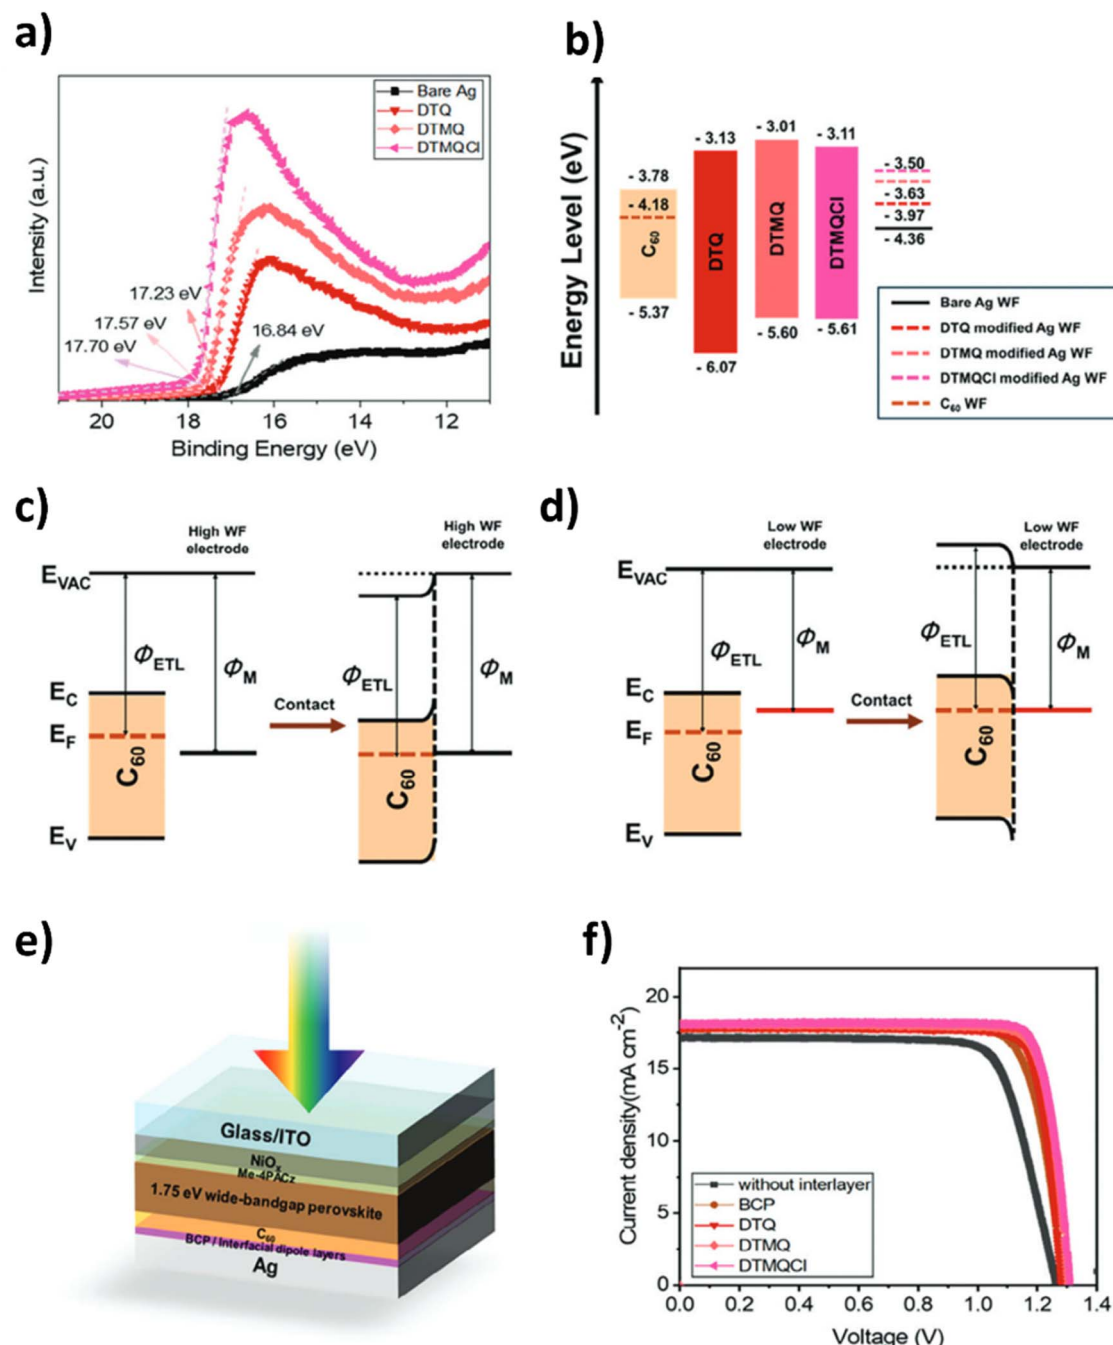 a)
Bare Ag
DTQ
DTMQ
DTMQCl
Intensity (a.u.)
17.23 eV
17.57 eV
17.70 eV
16.84 eV
20
18
16
14
12
Binding Energy (eV)
b)
Energy Level (eV)
- 3.78
- 4.18
C60
- 5.37
- 3.13
DTQ
- 6.07
- 3.01
DTMQ
- 5.60
- 3.11
DTMQCl
- 5.61
- 3.50
- 3.63
- 3.97
- 4.36
Bare Ag WF
DTQ modified Ag WF
DTMQ modified Ag WF
DTMQCl modified Ag WF
C60 WF
c)
High WF
electrode
High WF
electrode
EVAC
ΦETL
ΦM
EC
EF
C60
EV
Contact
ΦETL
ΦM
C60
d)
Low WF
electrode
Low WF
electrode
EVAC
ΦETL
ΦM
EC
EF
C60
EV
Contact
ΦETL
ΦM
C60
e)
Glass/ITO
NiOx
Me-4PACz
1.75 eV wide-bandgap perovskite
C60
BCP / Interfacial dipole layers
Ag
f)
Current density(mA cm-2)
20
15
10
5
0
without interlayer
BCP
DTQ
DTMQ
DTMQCl
0.0
0.2
0.4
0.6
0.8
1.0
1.2
1.4
Voltage (V)